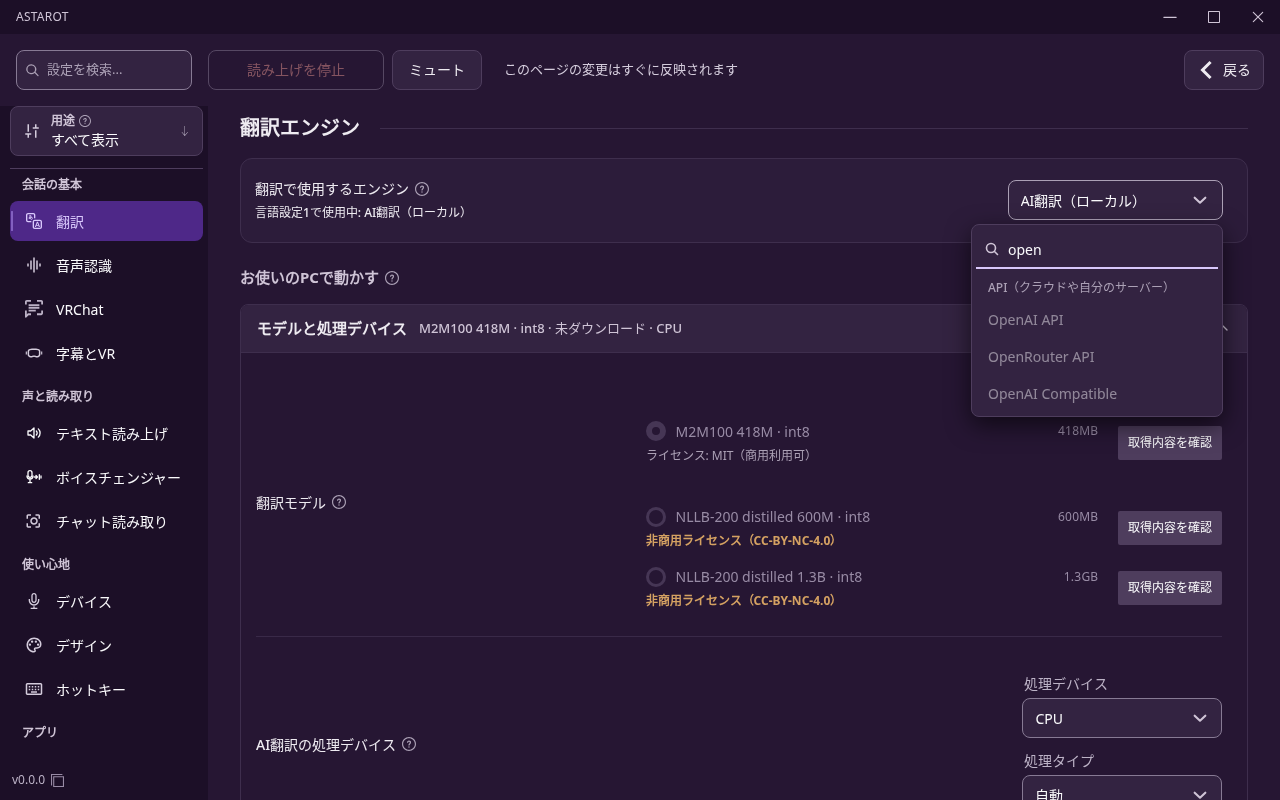 ASTAROT
設定を検索...
読み上げを停止
ミュート
このページの変更はすぐに反映されます
戻る
用途
すべて表示
会話の基本
翻訳
音声認識
VRChat
字幕とVR
声と読み取り
テキスト読み上げ
ボイスチェンジャー
チャット読み取り
使い心地
デバイス
デザイン
ホットキー
アプリ
v0.0.0
翻訳エンジン
翻訳で使用するエンジン
言語設定1で使用中: AI翻訳（ローカル）
AI翻訳（ローカル）
open
API（クラウドや自分のサーバー）
OpenAI API
OpenRouter API
OpenAI Compatible
お使いのPCで動かす
モデルと処理デバイス M2M100 418M · int8 · 未ダウンロード · CPU
翻訳モデル
M2M100 418M · int8
418MB
取得内容を確認
ライセンス: MIT（商用利用可）
NLLB-200 distilled 600M · int8
600MB
取得内容を確認
非商用ライセンス（CC-BY-NC-4.0）
NLLB-200 distilled 1.3B · int8
1.3GB
取得内容を確認
非商用ライセンス（CC-BY-NC-4.0）
AI翻訳の処理デバイス
処理デバイス
CPU
処理タイプ
自動